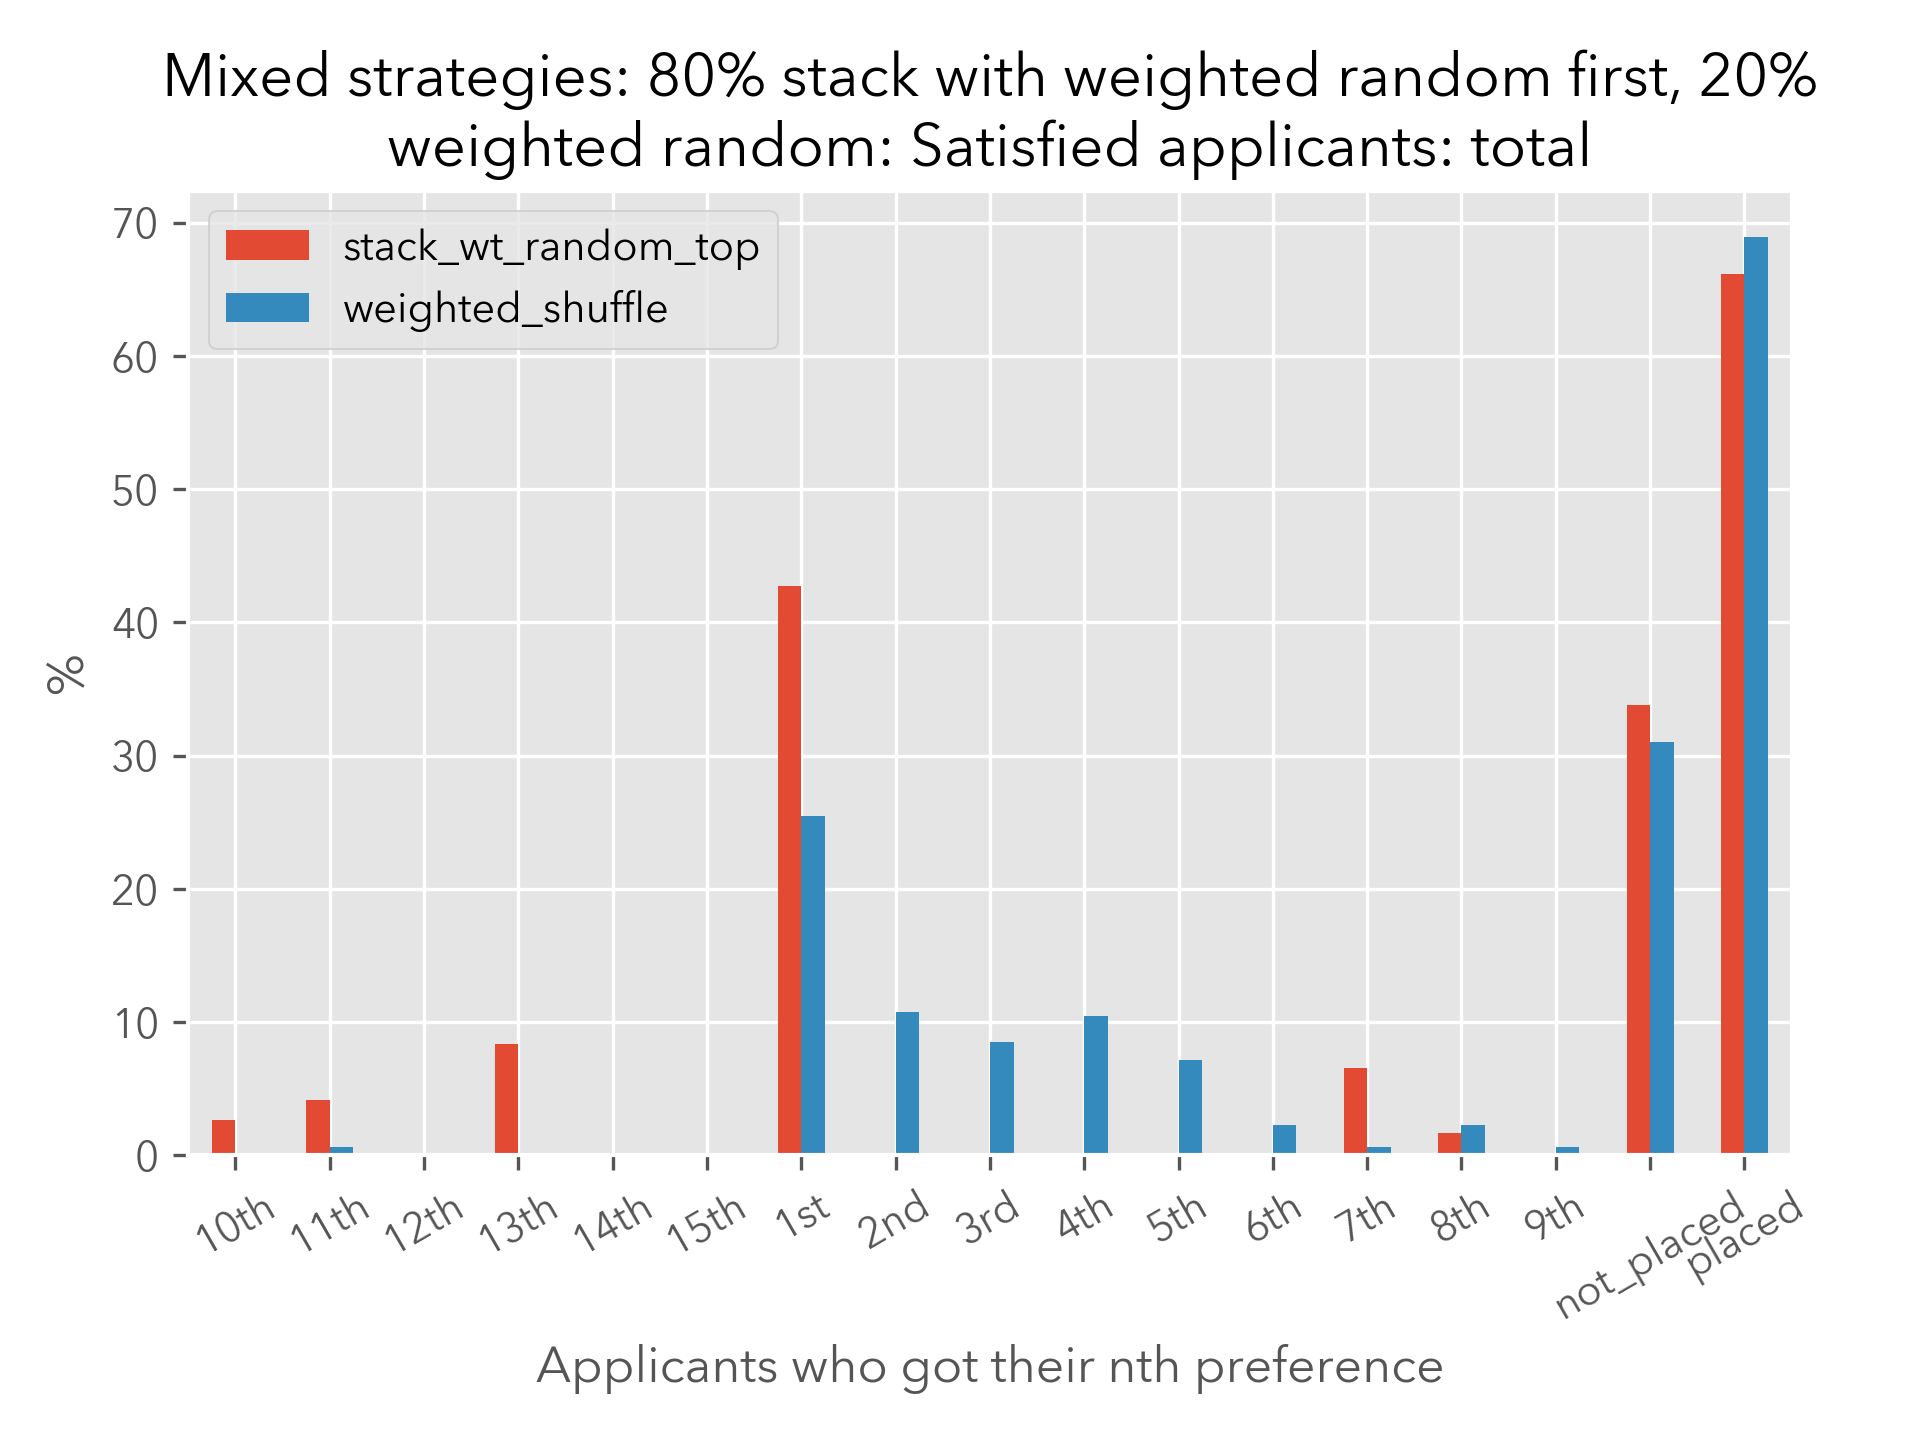 Mixed strategies: 80% stack with weighted random first, 20%
weighted random: Satisfied applicants: total
stack_wt_random_top
weighted_shuffle
70
60
50
40
30
20
10
0
%
10th 11th 12th 13th 14th 15th 1st 2nd 3rd 4th 5th 6th 7th 8th 9th not_placed placed
Applicants who got their nth preference